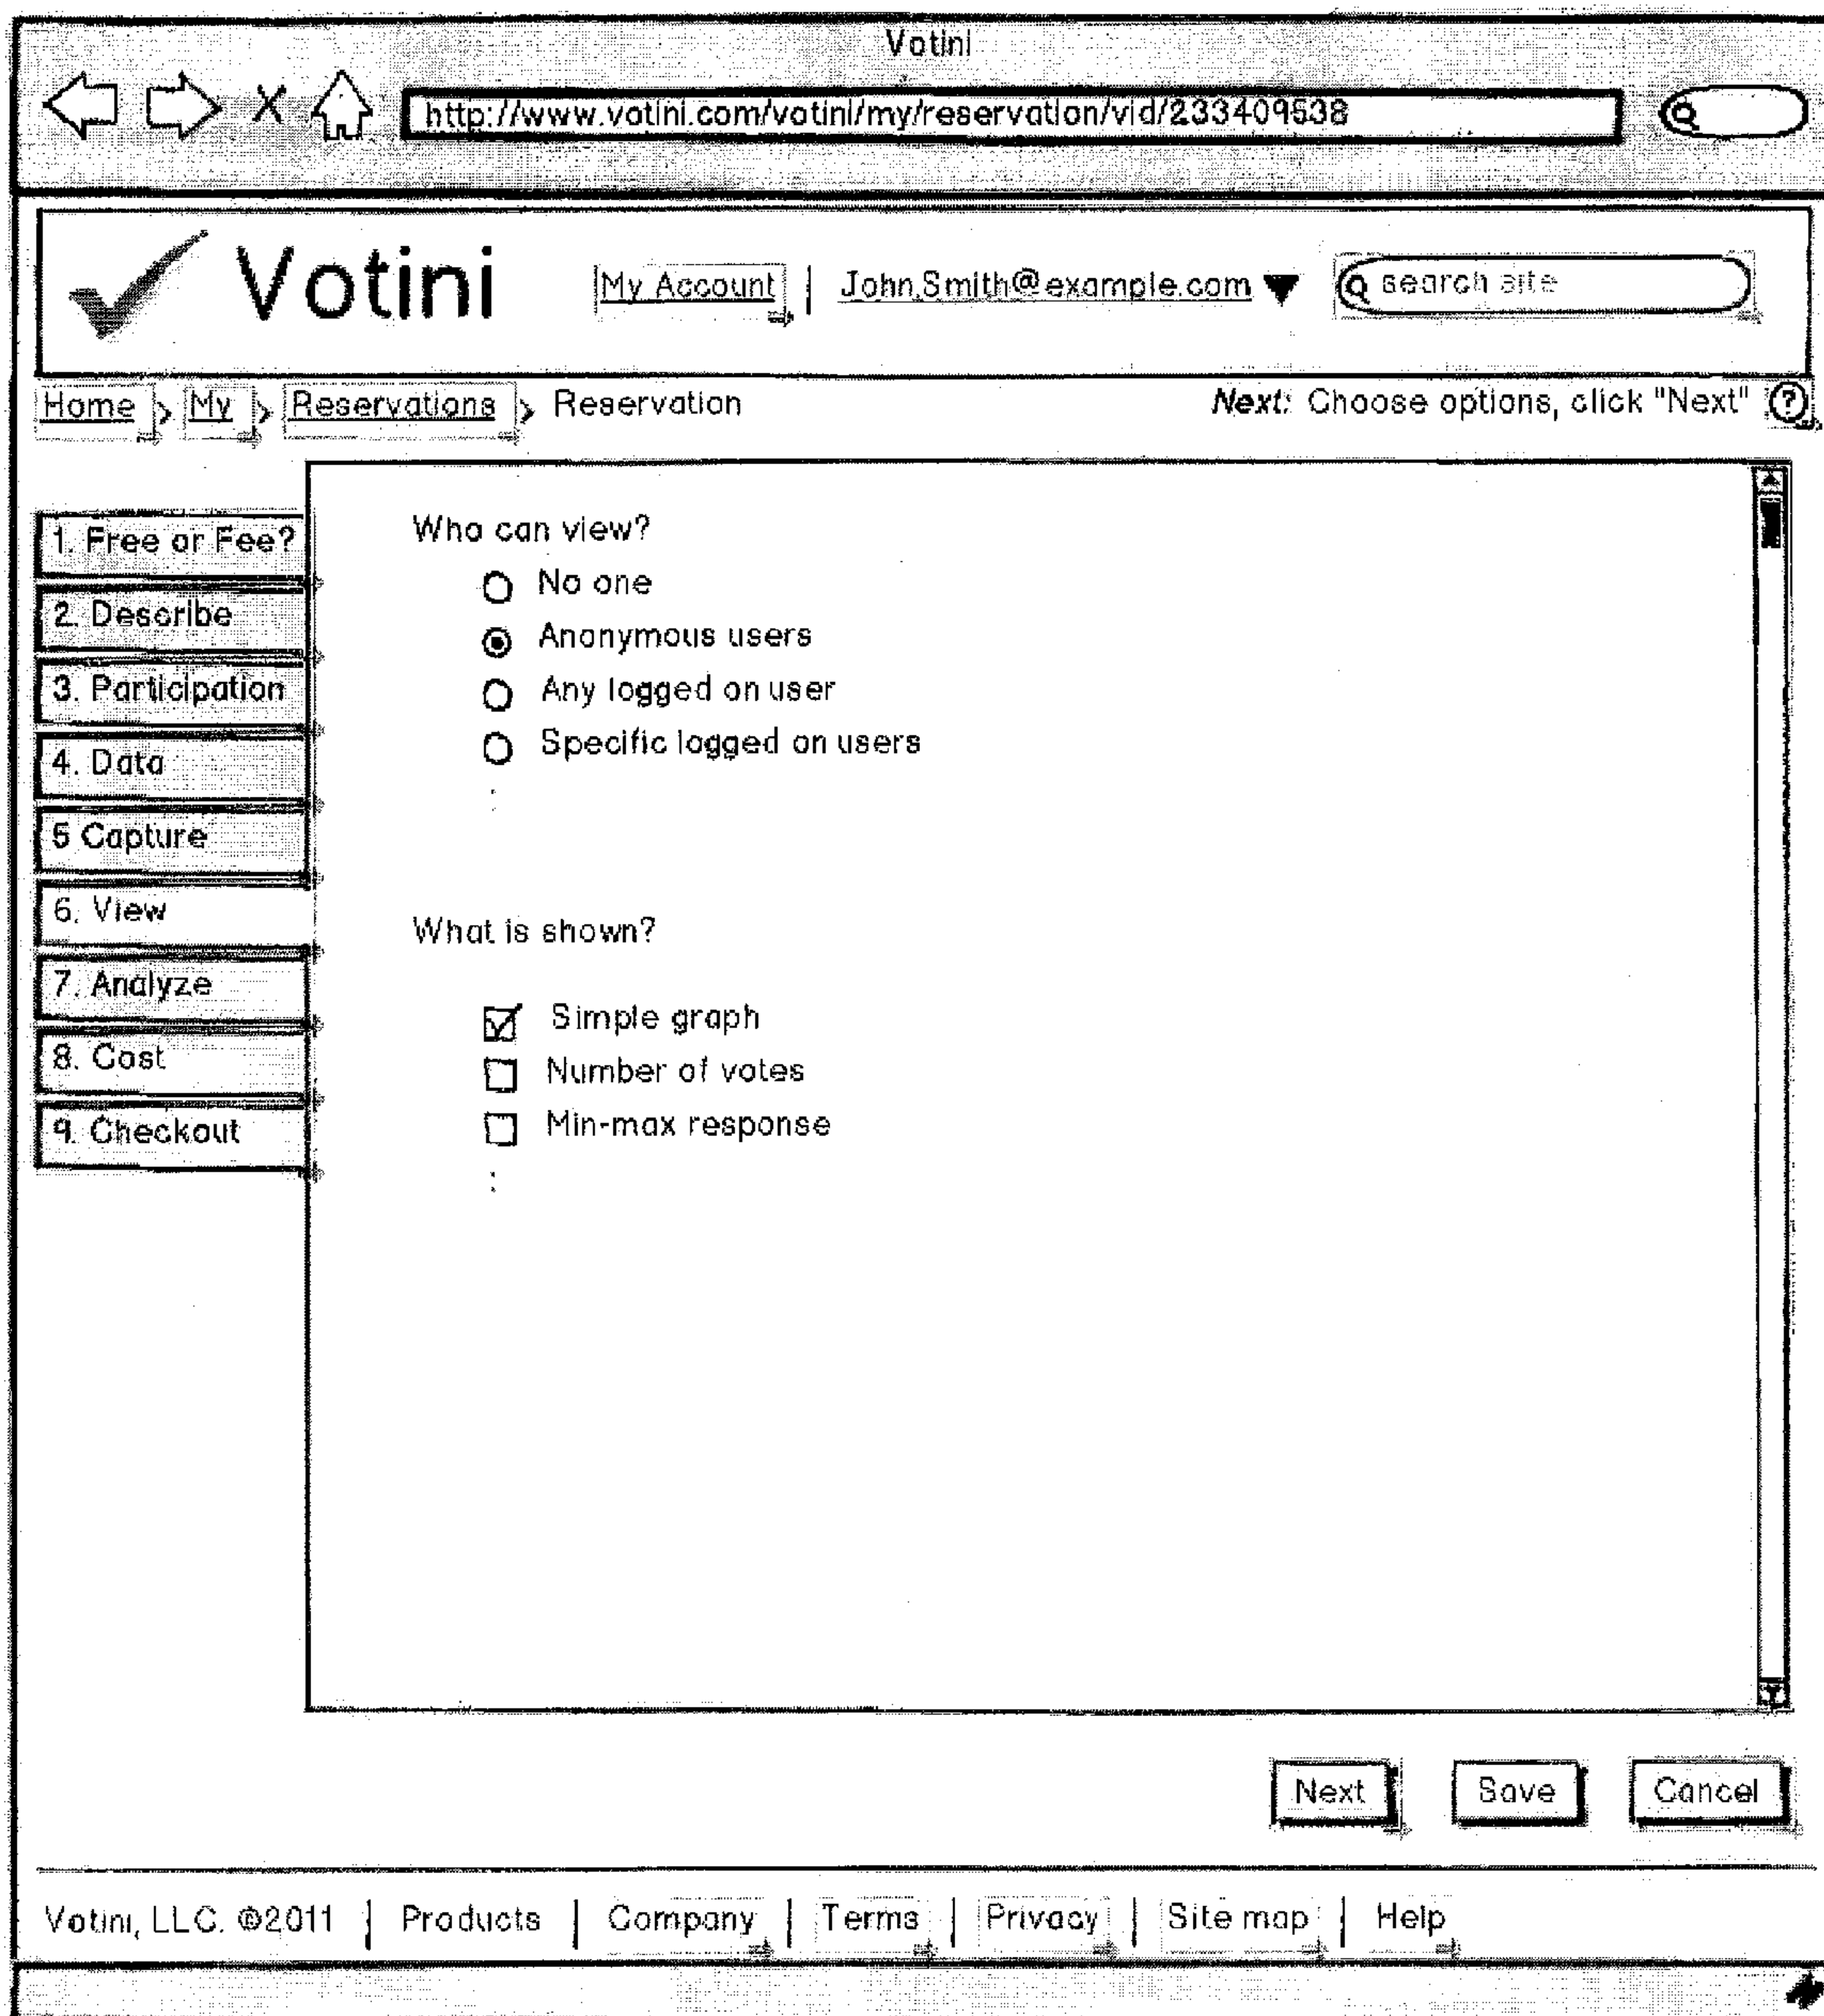 Votini
http://www.votini.com/votini/my/reservation/vid/233409538
Votini My Account | John.Smith@example.com search site
Home > My > Reservations > Reservation Next: Choose options, click "Next" ?
1. Free or Fee?
2. Describe
3. Participation
4. Data
5 Capture
6. View
7. Analyze
8. Cost
9. Checkout
Who can view?
No one
Anonymous users
Any logged on user
Specific logged on users
:
What is shown?
Simple graph
Number of votes
Min-max response
:
Next Save Cancel
Votini, LLC. ©2011 | Products | Company | Terms | Privacy | Site map | Help